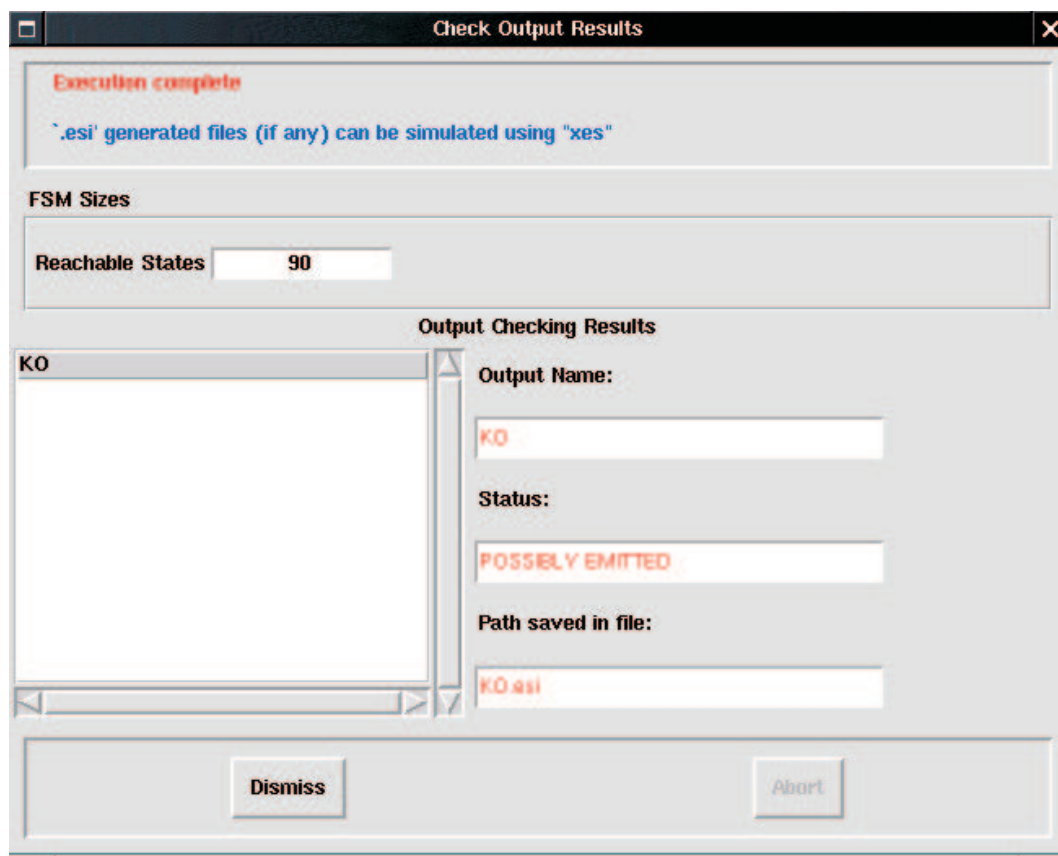 Check Output Results
Execution complete
`.esi' generated files (if any) can be simulated using "xes"
FSM Sizes
Reachable States 90
Output Checking Results
KO
Output Name:
KO
Status:
POSSIBLY EMITTED
Path saved in file:
KO.esi
Dismiss
Abort